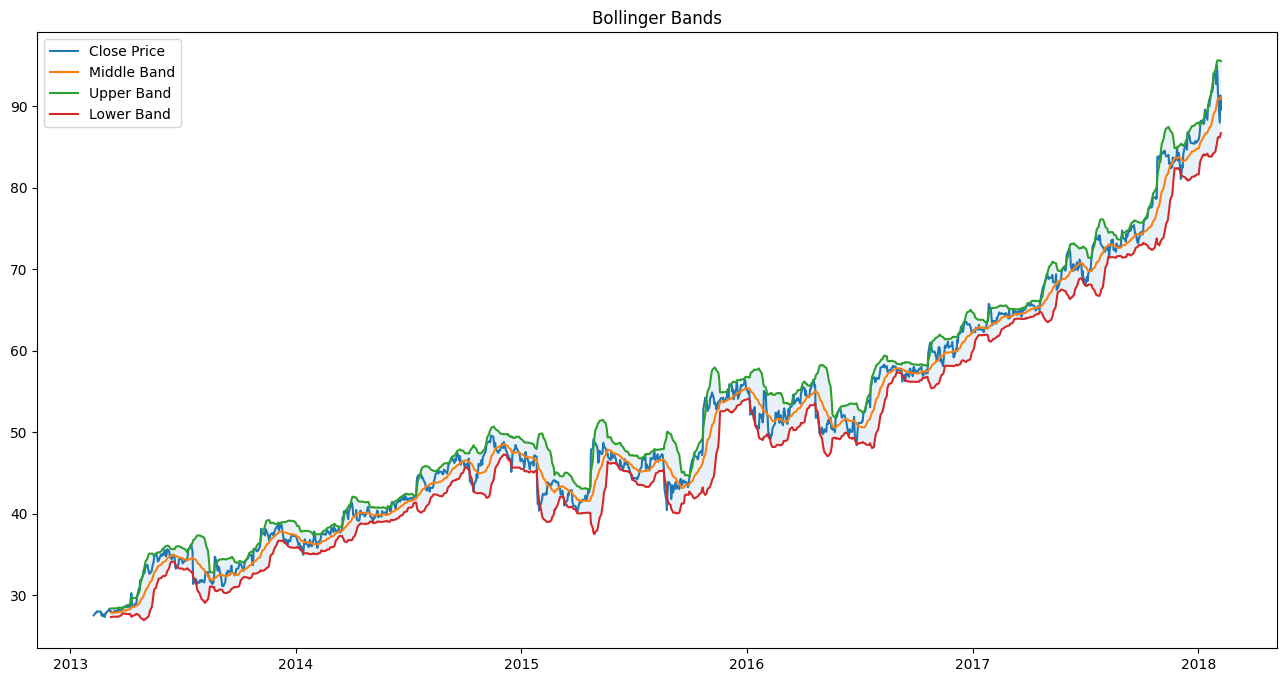 Bollinger Bands
Close Price
Middle Band
Upper Band
Lower Band
90
80
70
60
50
40
30
2013 2014 2015 2016 2017 2018